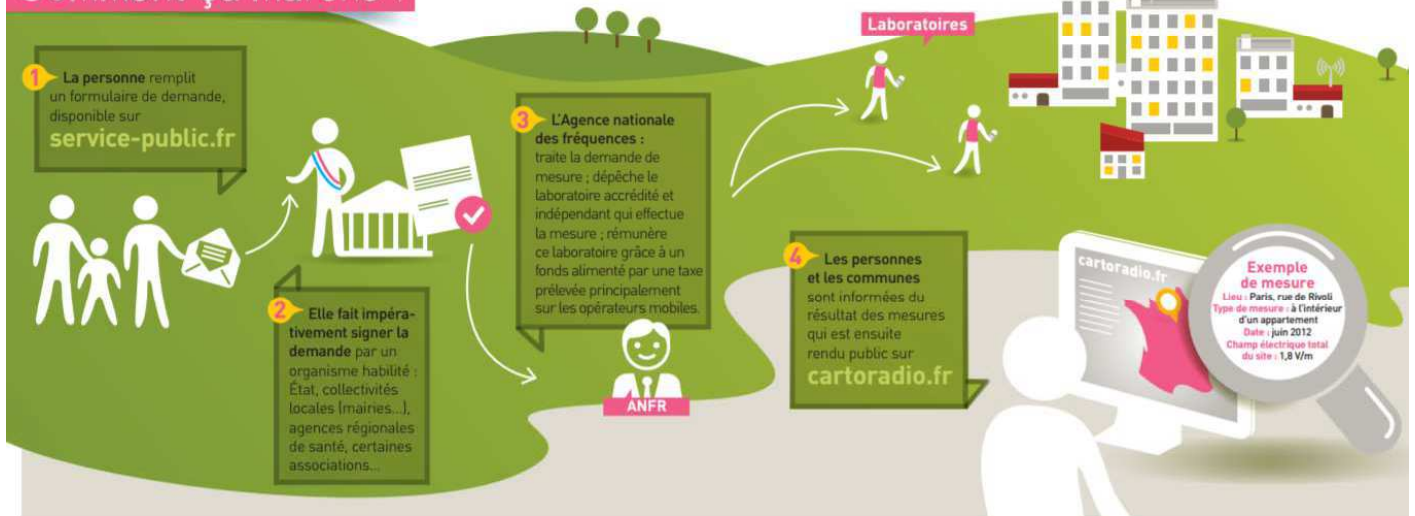 1 La personne remplit
un formulaire de demande,
disponible sur
service-public.fr
2 Elle fait impéra-
tivement signer la
demande par un
organisme habilité :
État, collectivités
locales (mairies...),
agences régionales
de santé, certaines
associations...
3 L'Agence nationale
des fréquences :
traite la demande de
mesure ; dépêche le
laboratoire accrédité et
indépendant qui effectue
la mesure ; rémunère
ce laboratoire grâce à un
fonds alimenté par une taxe
prélevée principalement
sur les opérateurs mobiles.
ANFR
Laboratoires
4 Les personnes
et les communes
sont informées du
résultat des mesures
qui est ensuite
rendu public sur
cartoradio.fr
cartoradio.fr
Exemple
de mesure
Lieu : Paris, rue de Rivoli
Type de mesure : à l'intérieur
d'un appartement
Date : juin 2012
Champ électrique total
du site : 1,8 V/m